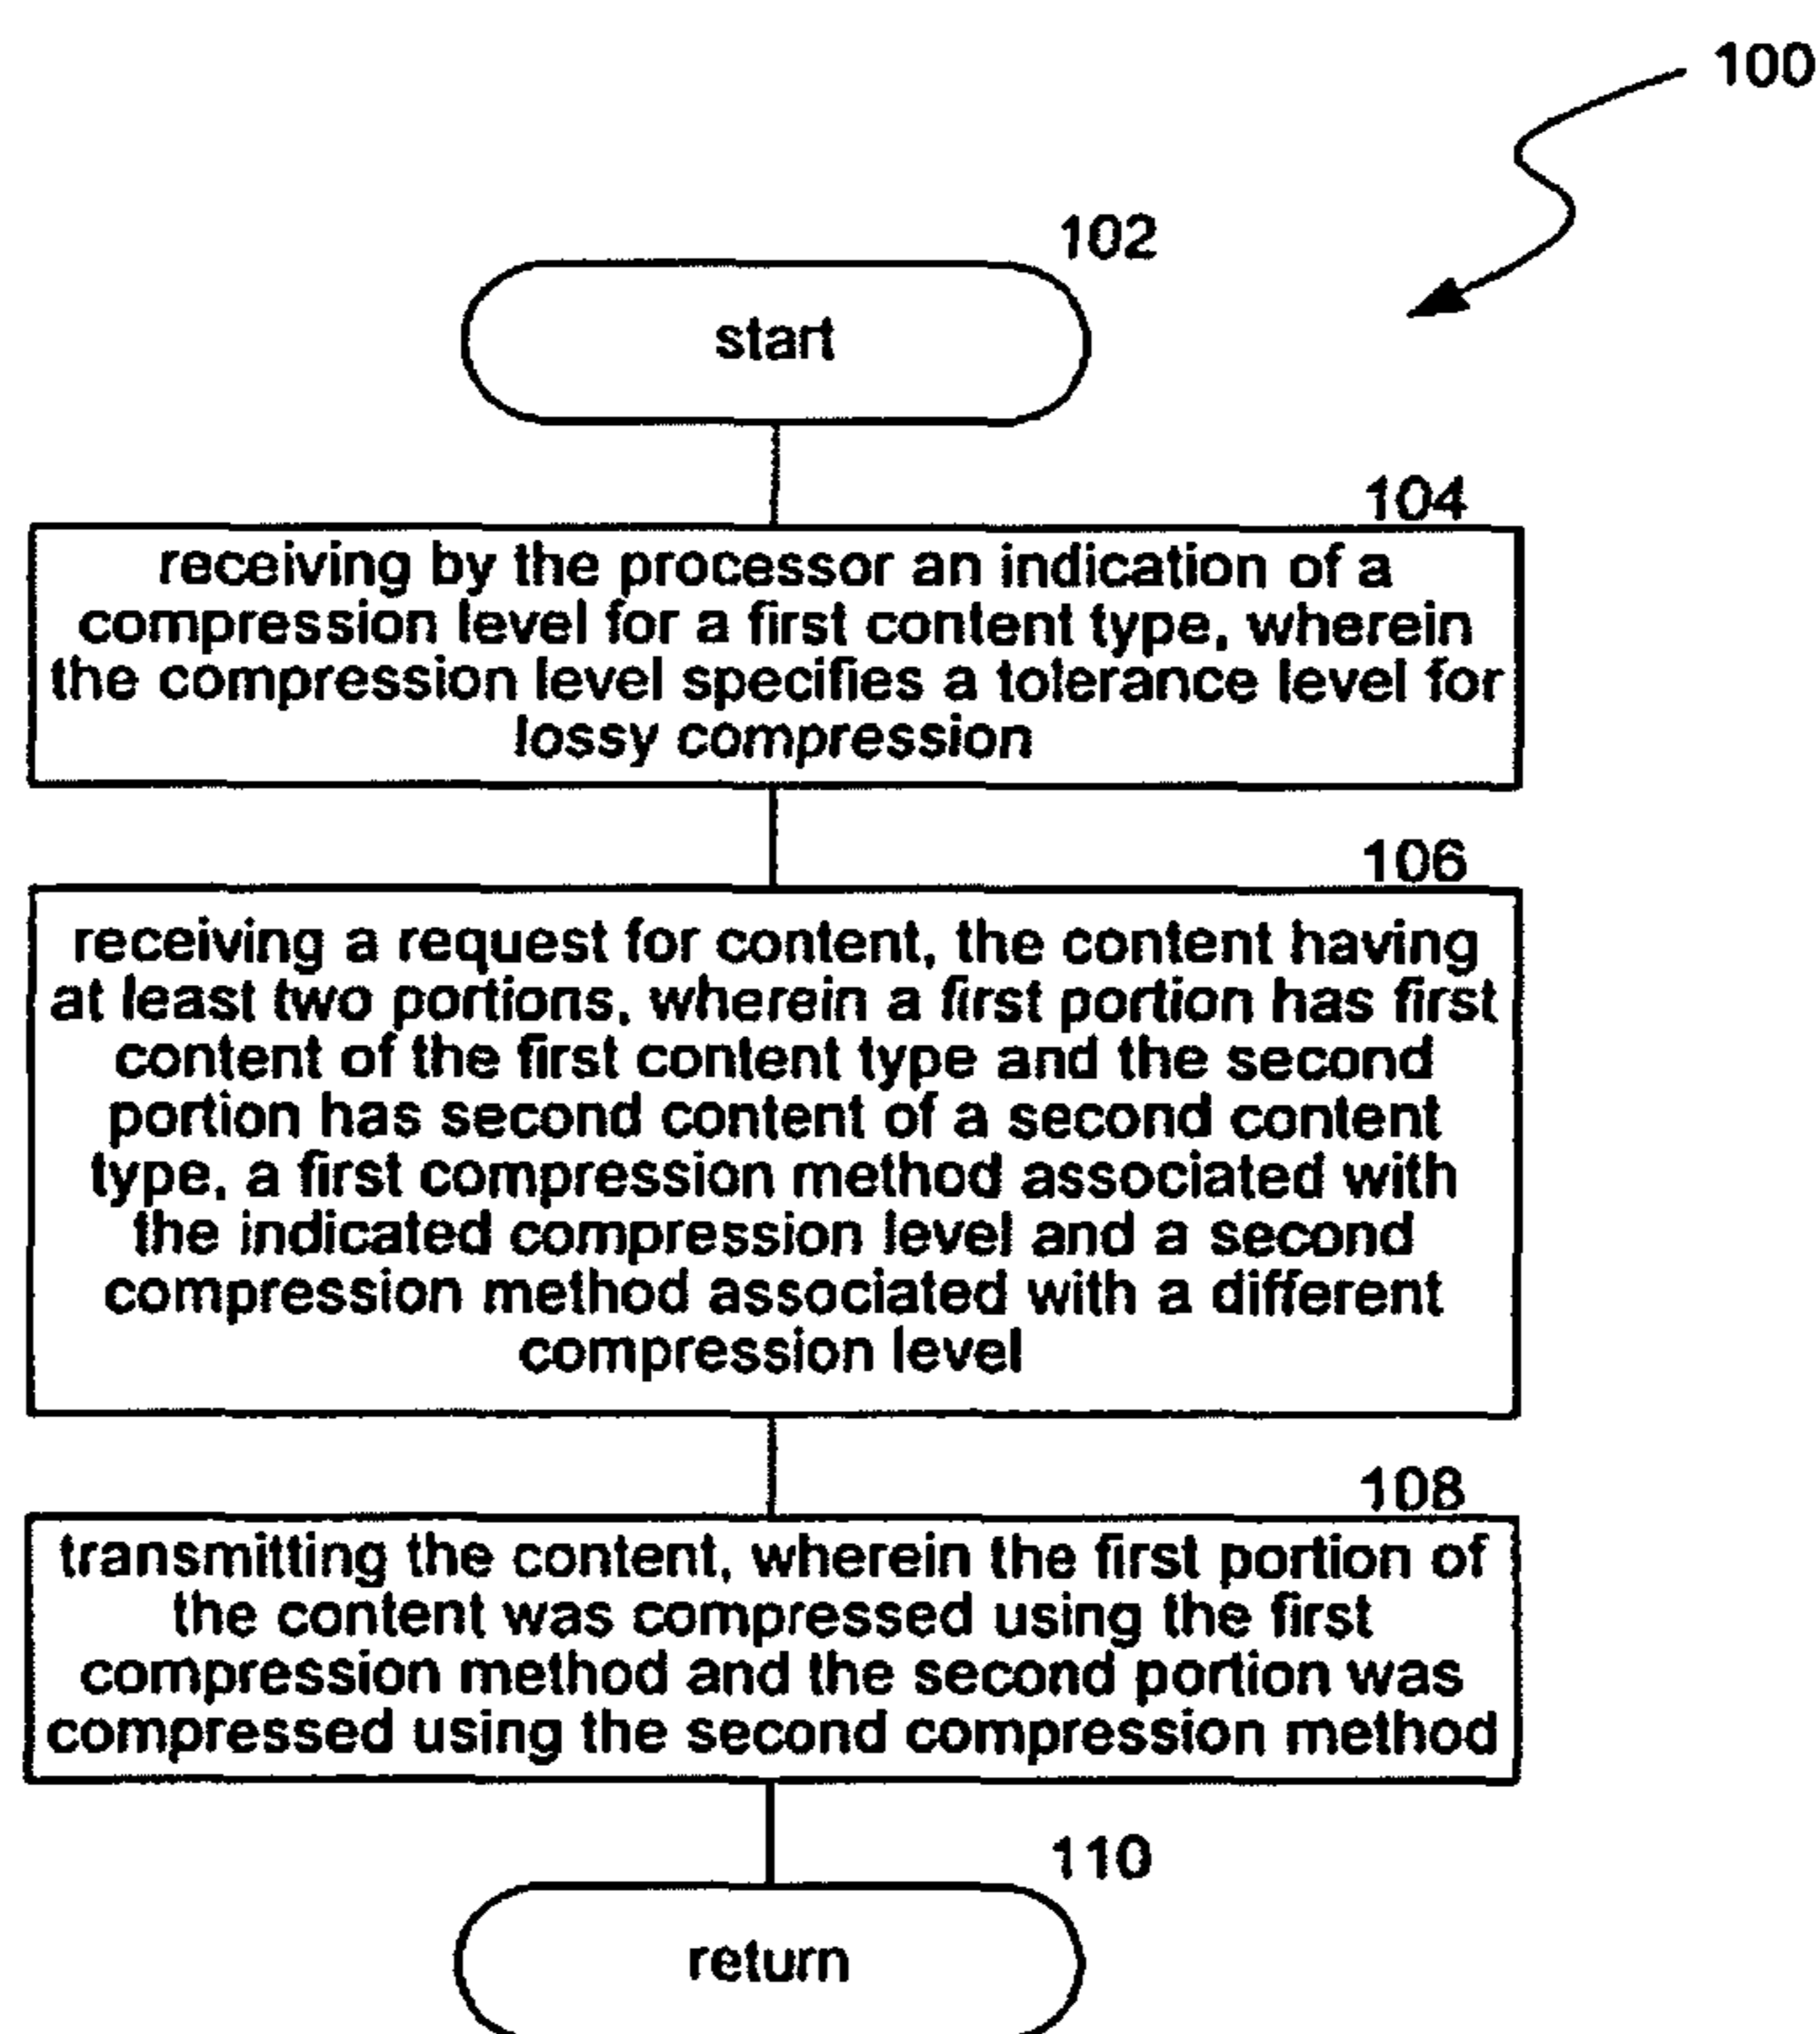 100
102
start
104
receiving by the processor an indication of a
compression level for a first content type, wherein
the compression level specifies a tolerance level for
lossy compression
106
receiving a request for content, the content having
at least two portions, wherein a first portion has first
content of the first content type and the second
portion has second content of a second content
type, a first compression method associated with
the indicated compression level and a second
compression method associated with a different
compression level
108
transmitting the content, wherein the first portion of
the content was compressed using the first
compression method and the second portion was
compressed using the second compression method
110
return